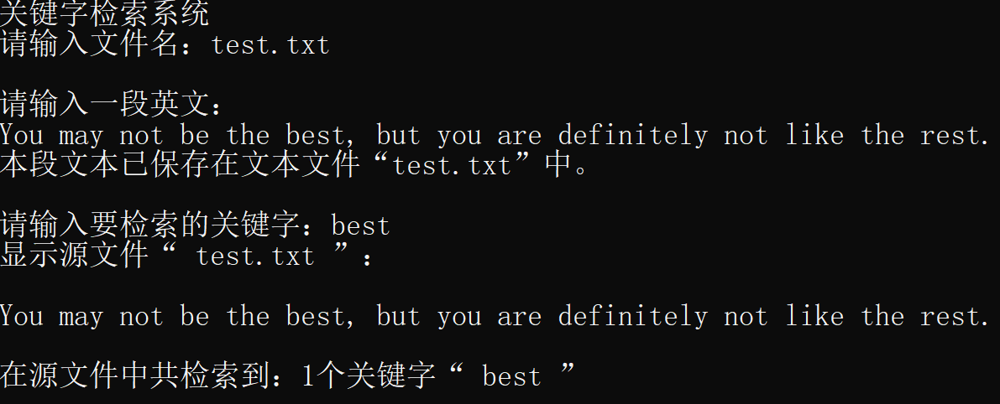 关键字检索系统
请输入文件名：test.txt
请输入一段英文：
You may not be the best, but you are definitely not like the rest.
本段文本已保存在文本文件“test.txt”中。
请输入要检索的关键字：best
显示源文件“ test.txt ”：
You may not be the best, but you are definitely not like the rest.
在源文件中共检索到：1个关键字“ best ”